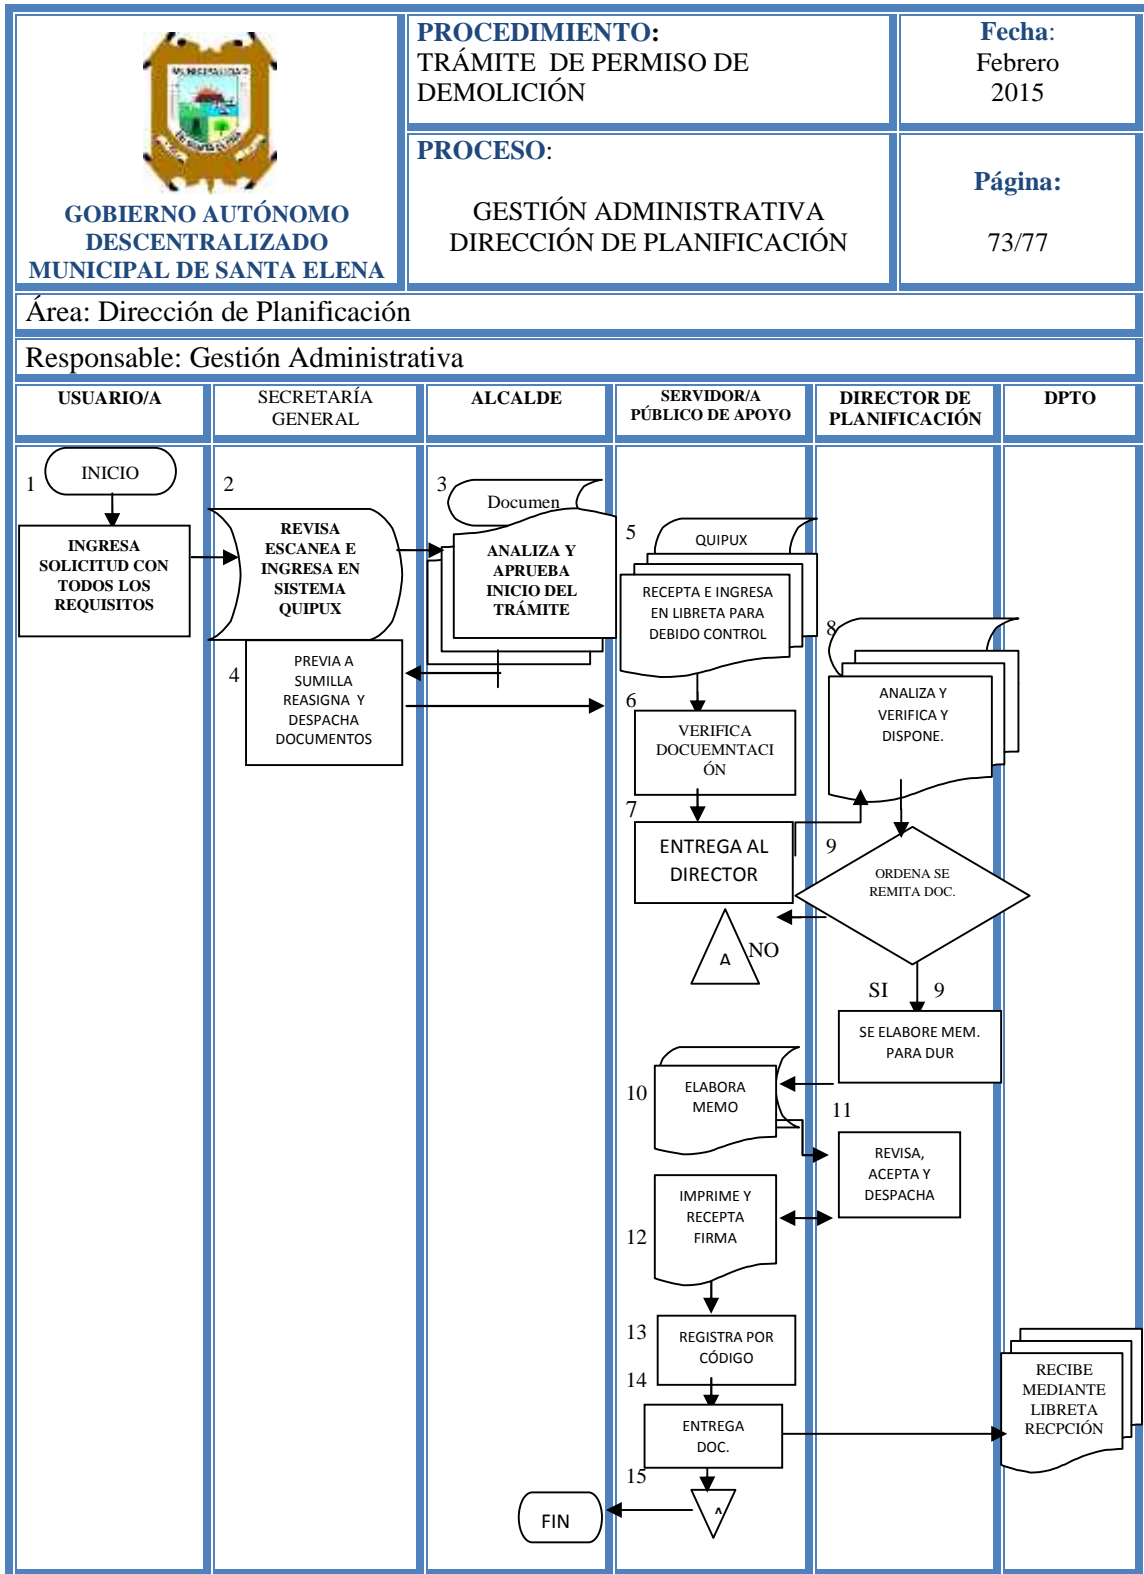 MUNICIPALIDAD
DE SANTA ELENA
GOBIERNO AUTÓNOMO
DESCENTRALIZADO
MUNICIPAL DE SANTA ELENA
PROCEDIMIENTO:
TRÁMITE DE PERMISO DE
DEMOLICIÓN
Fecha:
Febrero
2015
PROCESO:
GESTIÓN ADMINISTRATIVA
DIRECCIÓN DE PLANIFICACIÓN
Página:
73/77
Área: Dirección de Planificación
Responsable: Gestión Administrativa
USUARIO/A
SECRETARÍA
GENERAL
ALCALDE
SERVIDOR/A
PÚBLICO DE APOYO
DIRECTOR DE
PLANIFICACIÓN
DPTO
1
INICIO
INGRESA
SOLICITUD CON
TODOS LOS
REQUISITOS
2
REVISA
ESCANEA E
INGRESA EN
SISTEMA
QUIPUX
3
Documen
ANALIZA Y
APRUEBA
INICIO DEL
TRÁMITE
4
PREVIA A
SUMILLA
REASIGNA Y
DESPACHA
DOCUMENTOS
5
QUIPUX
RECEPTA E INGRESA
EN LIBRETA PARA
DEBIDO CONTROL
6
VERIFICA
DOCUEMNTACI
ÓN
7
ENTREGA AL
DIRECTOR
8
ANALIZA Y
VERIFICA Y
DISPONE.
9
ORDENA SE
REMITA DOC.
A
NO
SI
9
SE ELABORE MEM.
PARA DUR
10
ELABORA
MEMO
11
REVISA,
ACEPTA Y
DESPACHA
12
IMPRIME Y
RECEPTA
FIRMA
13
REGISTRA POR
CÓDIGO
14
ENTREGA
DOC.
RECIBE
MEDIANTE
LIBRETA
RECPCIÓN
15
FIN